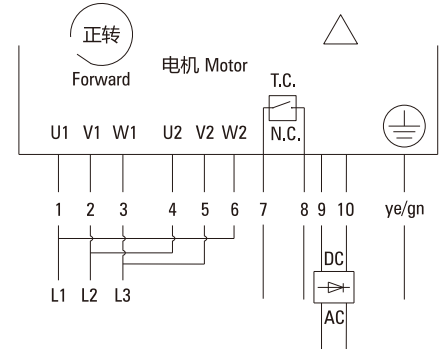 正转
Forward
电机 Motor
T.C.
N.C.
U1 V1 W1 U2 V2 W2
1 2 3 4 5 6 7 8 9 10 ye/gn
DC
L1 L2 L3
AC